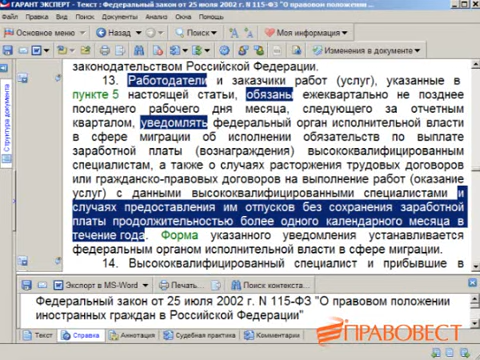 ГАРАНТ ЭКСПЕРТ - Текст : Федеральный закон от 25 июля 2002 г. N 115-ФЗ "О правовом положении ...
Файл Правка Вид Поиск Документы Анализ Окна Помощь
Основное меню Назад Поиск Моя информация
Изменения в документе
Структура документа
законодательством Российской Федерации.
13. Работодатели и заказчики работ (услуг), указанные в
пункте 5 настоящей статьи, обязаны ежеквартально не позднее
последнего рабочего дня месяца, следующего за отчетным
кварталом, уведомлять федеральный орган исполнительной власти
в сфере миграции об исполнении обязательств по выплате
заработной платы (вознаграждения) высококвалифицированным
специалистам, а также о случаях расторжения трудовых договоров
или гражданско-правовых договоров на выполнение работ (оказание
услуг) с данными высококвалифицированными специалистами и
случаях предоставления им отпусков без сохранения заработной
платы продолжительностью более одного календарного месяца в
течение года. Форма указанного уведомления устанавливается
федеральным органом исполнительной власти в сфере миграции.
14. Высококвалифицированный специалист и прибывшие в
Экспорт в MS-Word Печать Поиск контекста...
Федеральный закон от 25 июля 2002 г. N 115-ФЗ "О правовом положении
иностранных граждан в Российской Федерации"
ПРАВОВЕСТ
Текст Справка Аннотация Судебная практика Комментарии